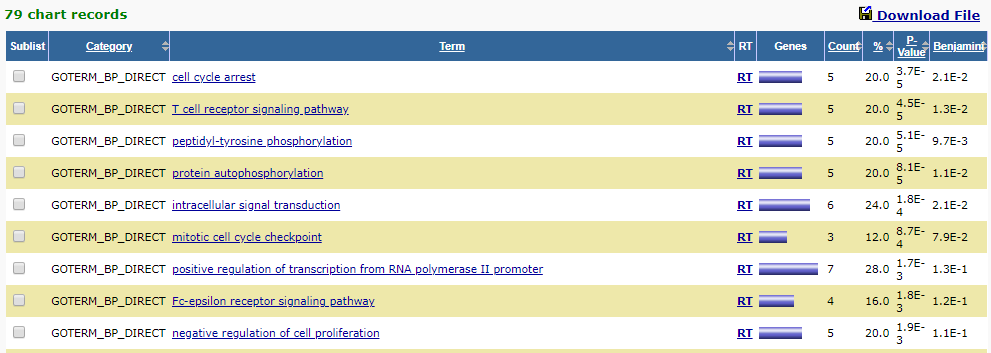 79 chart records Download File
Sublist Category Term RT Genes Count % P-Value Benjamini
GOTERM_BP_DIRECT cell cycle arrest RT 5 20.0 3.7E-5 2.1E-2
GOTERM_BP_DIRECT T cell receptor signaling pathway RT 5 20.0 4.5E-5 1.3E-2
GOTERM_BP_DIRECT peptidyl-tyrosine phosphorylation RT 5 20.0 5.1E-5 9.7E-3
GOTERM_BP_DIRECT protein autophosphorylation RT 5 20.0 8.1E-5 1.1E-2
GOTERM_BP_DIRECT intracellular signal transduction RT 6 24.0 1.8E-4 2.1E-2
GOTERM_BP_DIRECT mitotic cell cycle checkpoint RT 3 12.0 8.7E-4 7.9E-2
GOTERM_BP_DIRECT positive regulation of transcription from RNA polymerase II promoter RT 7 28.0 1.7E-3 1.3E-1
GOTERM_BP_DIRECT Fc-epsilon receptor signaling pathway RT 4 16.0 1.8E-3 1.2E-1
GOTERM_BP_DIRECT negative regulation of cell proliferation RT 5 20.0 1.9E-3 1.1E-1